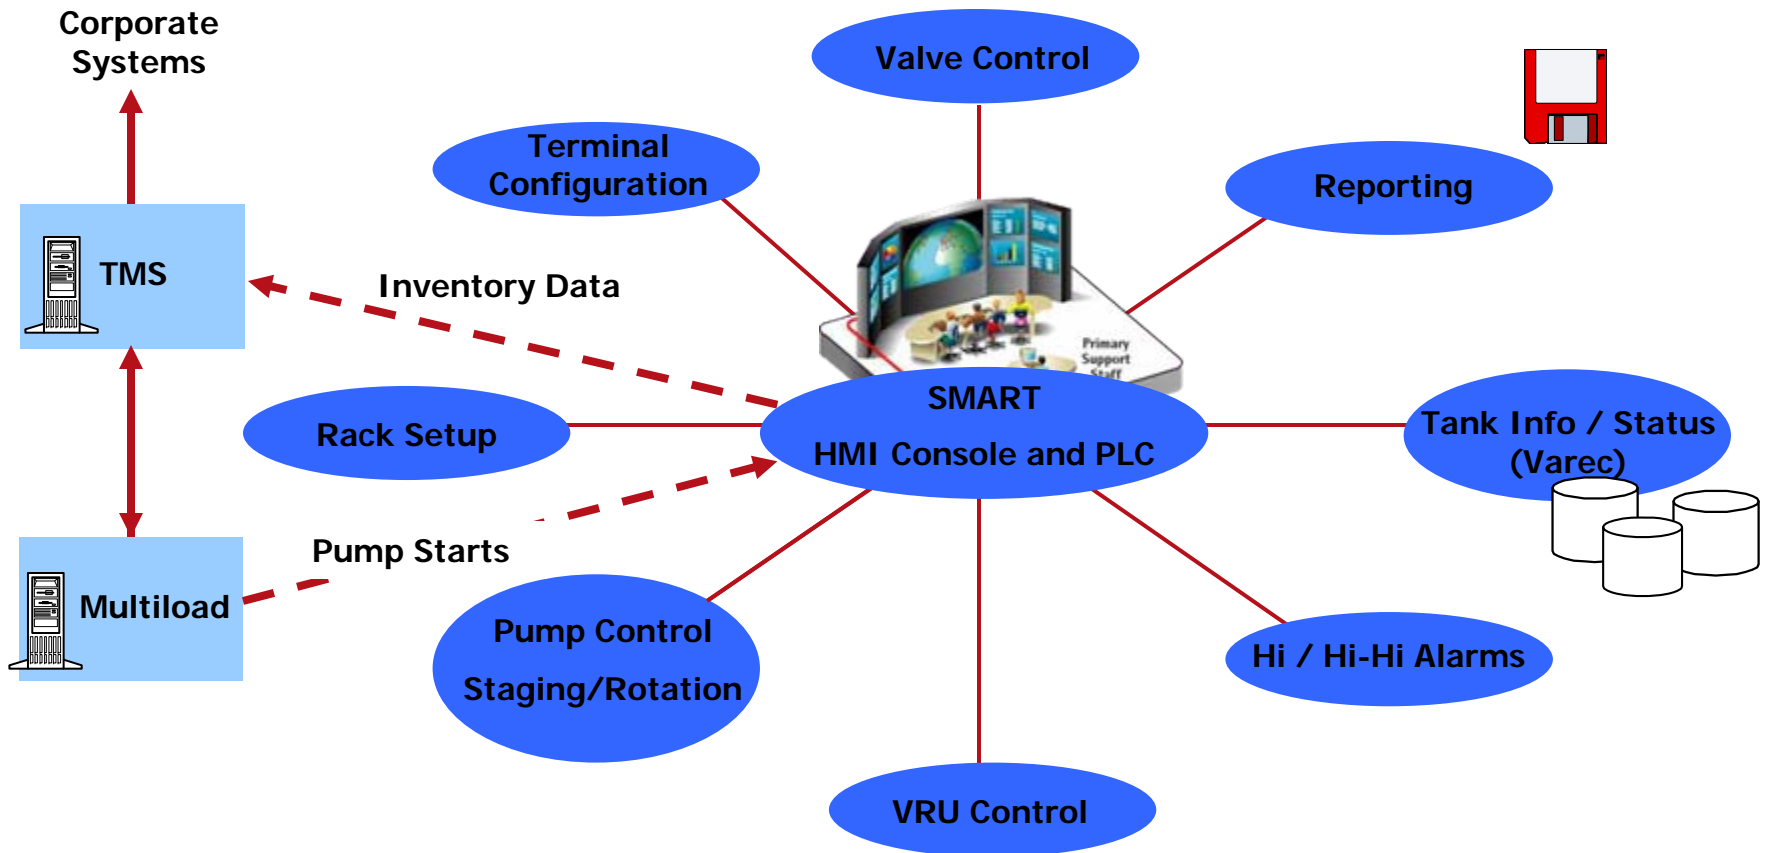 Corporate
Systems
Valve Control
Terminal
Configuration
Reporting
TMS
Inventory Data
Primary
Support
Staff
SMART
HMI Console and PLC
Rack Setup
Tank Info / Status
(Varec)
Pump Starts
Multiload
Pump Control
Staging/Rotation
Hi / Hi-Hi Alarms
VRU Control